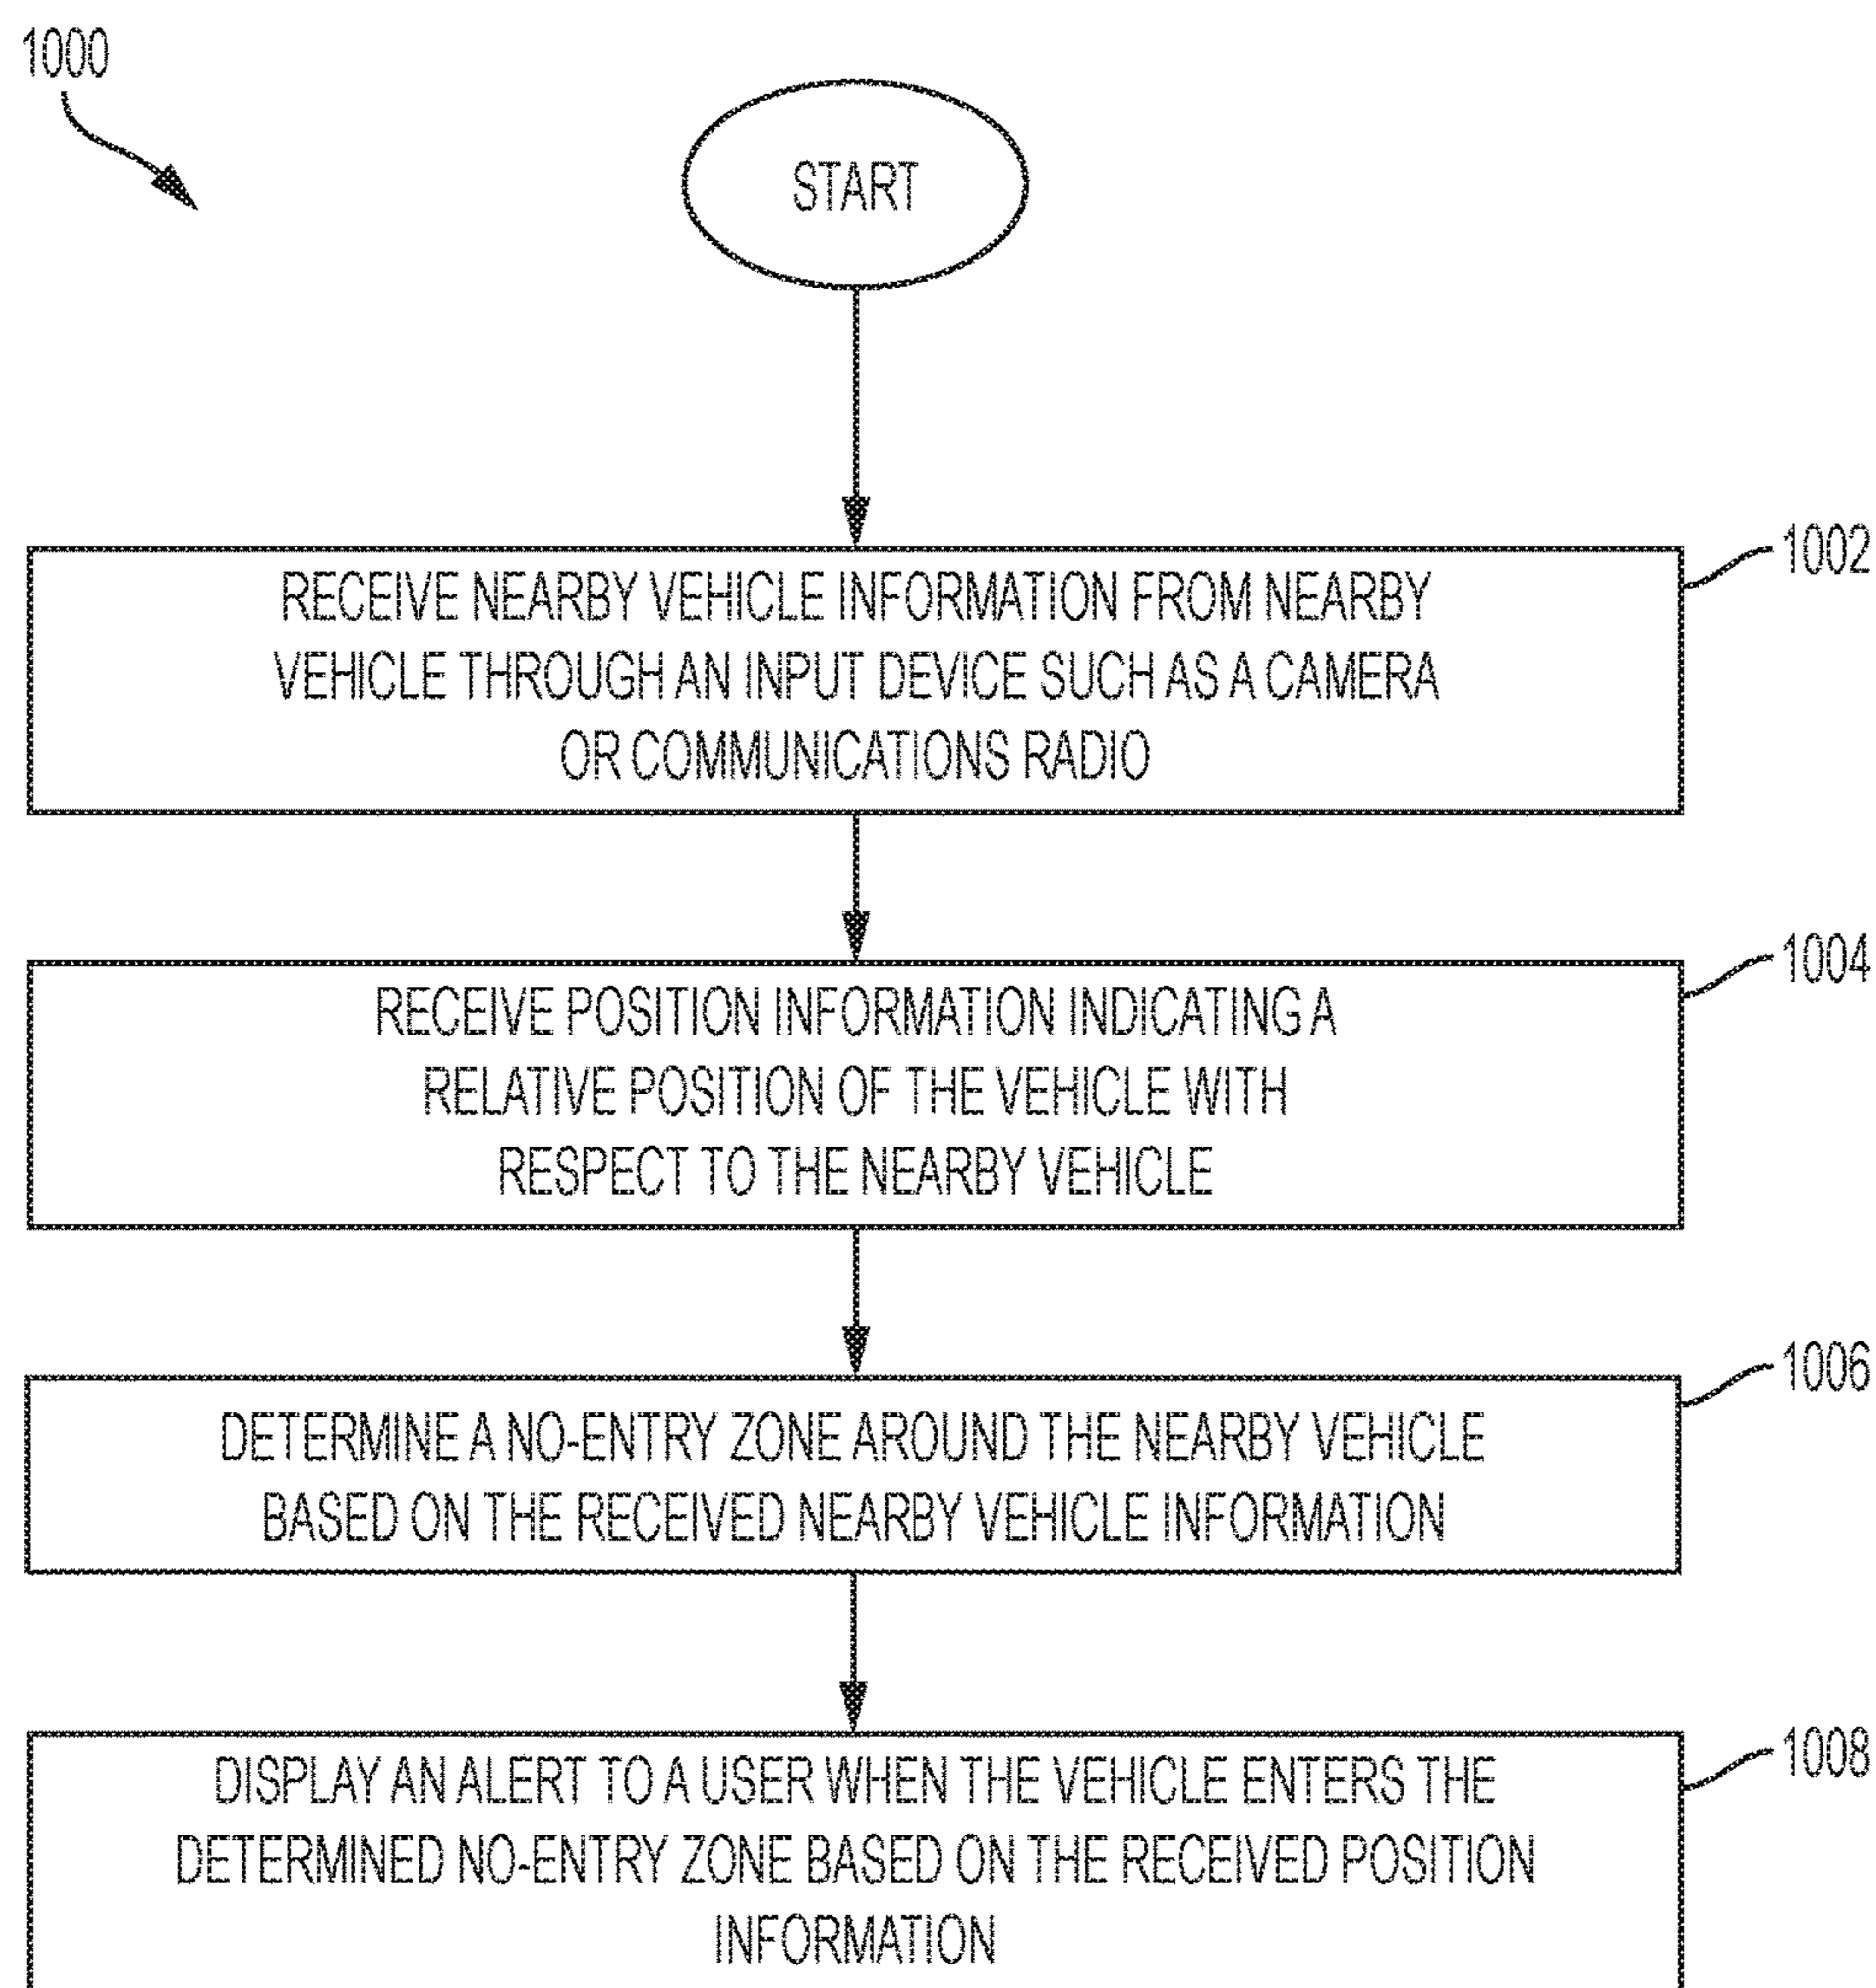 1000
START
1002
RECEIVE NEARBY VEHICLE INFORMATION FROM NEARBY
VEHICLE THROUGH AN INPUT DEVICE SUCH AS A CAMERA
OR COMMUNICATIONS RADIO
1004
RECEIVE POSITION INFORMATION INDICATING A
RELATIVE POSITION OF THE VEHICLE WITH
RESPECT TO THE NEARBY VEHICLE
1006
DETERMINE A NO-ENTRY ZONE AROUND THE NEARBY VEHICLE
BASED ON THE RECEIVED NEARBY VEHICLE INFORMATION
1008
DISPLAY AN ALERT TO A USER WHEN THE VEHICLE ENTERS THE
DETERMINED NO-ENTRY ZONE BASED ON THE RECEIVED POSITION
INFORMATION